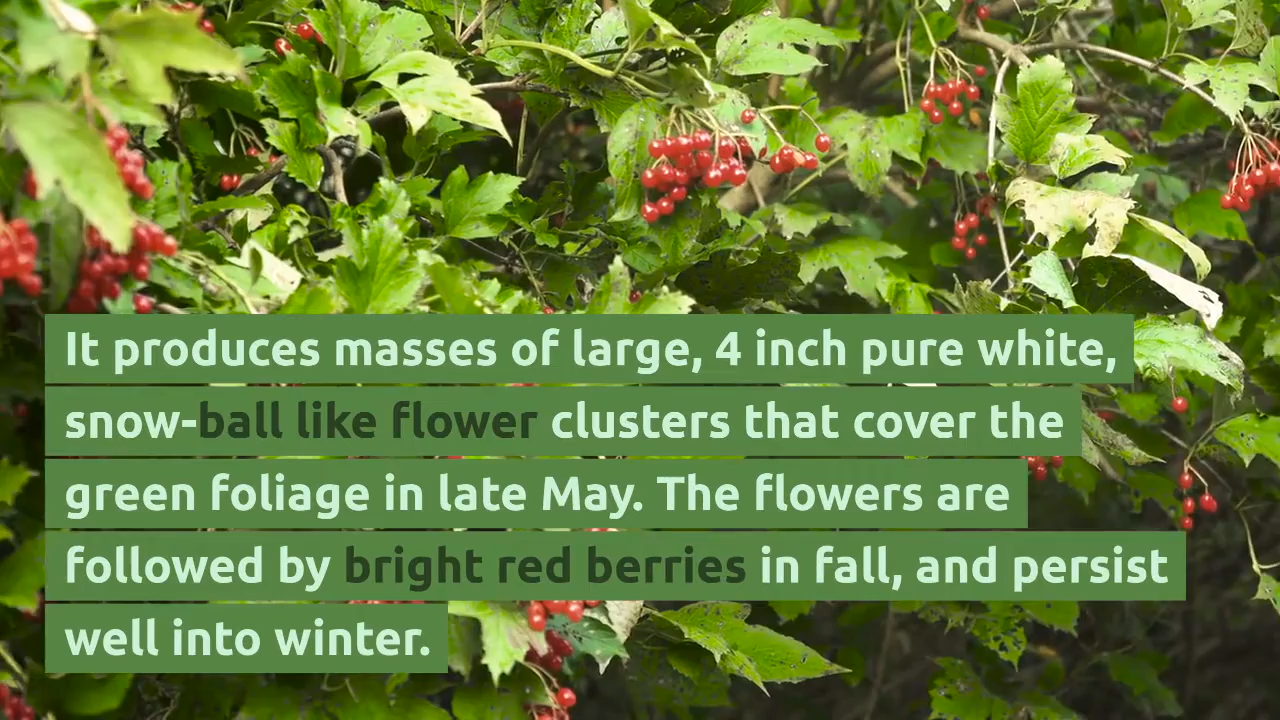 It produces masses of large, 4 inch pure white,
snow-ball like flower clusters that cover the
green foliage in late May. The flowers are
followed by bright red berries in fall, and persist
well into winter.